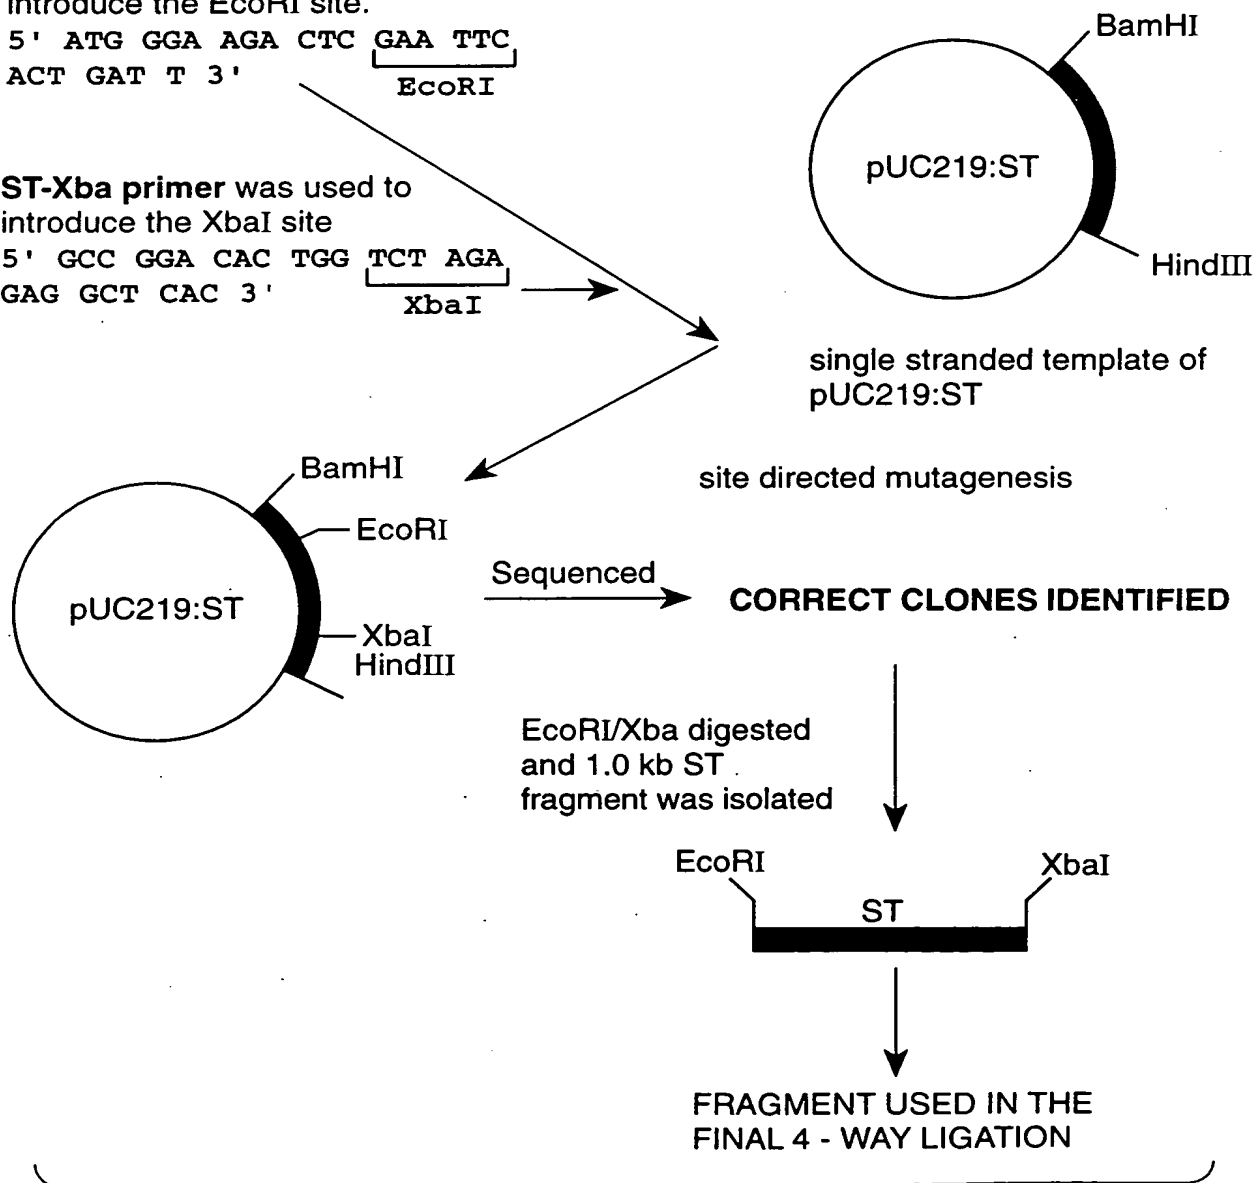 introduce the EcoRI site.
5' ATG GGA AGA CTC GAA TTC
ACT GAT T 3'
EcoRI
ST-Xba primer was used to
introduce the XbaI site
5' GCC GGA CAC TGG TCT AGA
GAG GCT CAC 3'
XbaI
BamHI
pUC219:ST
HindIII
single stranded template of
pUC219:ST
site directed mutagenesis
BamHI
EcoRI
pUC219:ST
XbaI
HindIII
Sequenced
CORRECT CLONES IDENTIFIED
EcoRI/Xba digested
and 1.0 kb ST
fragment was isolated
EcoRI
XbaI
ST
FRAGMENT USED IN THE
FINAL 4 - WAY LIGATION